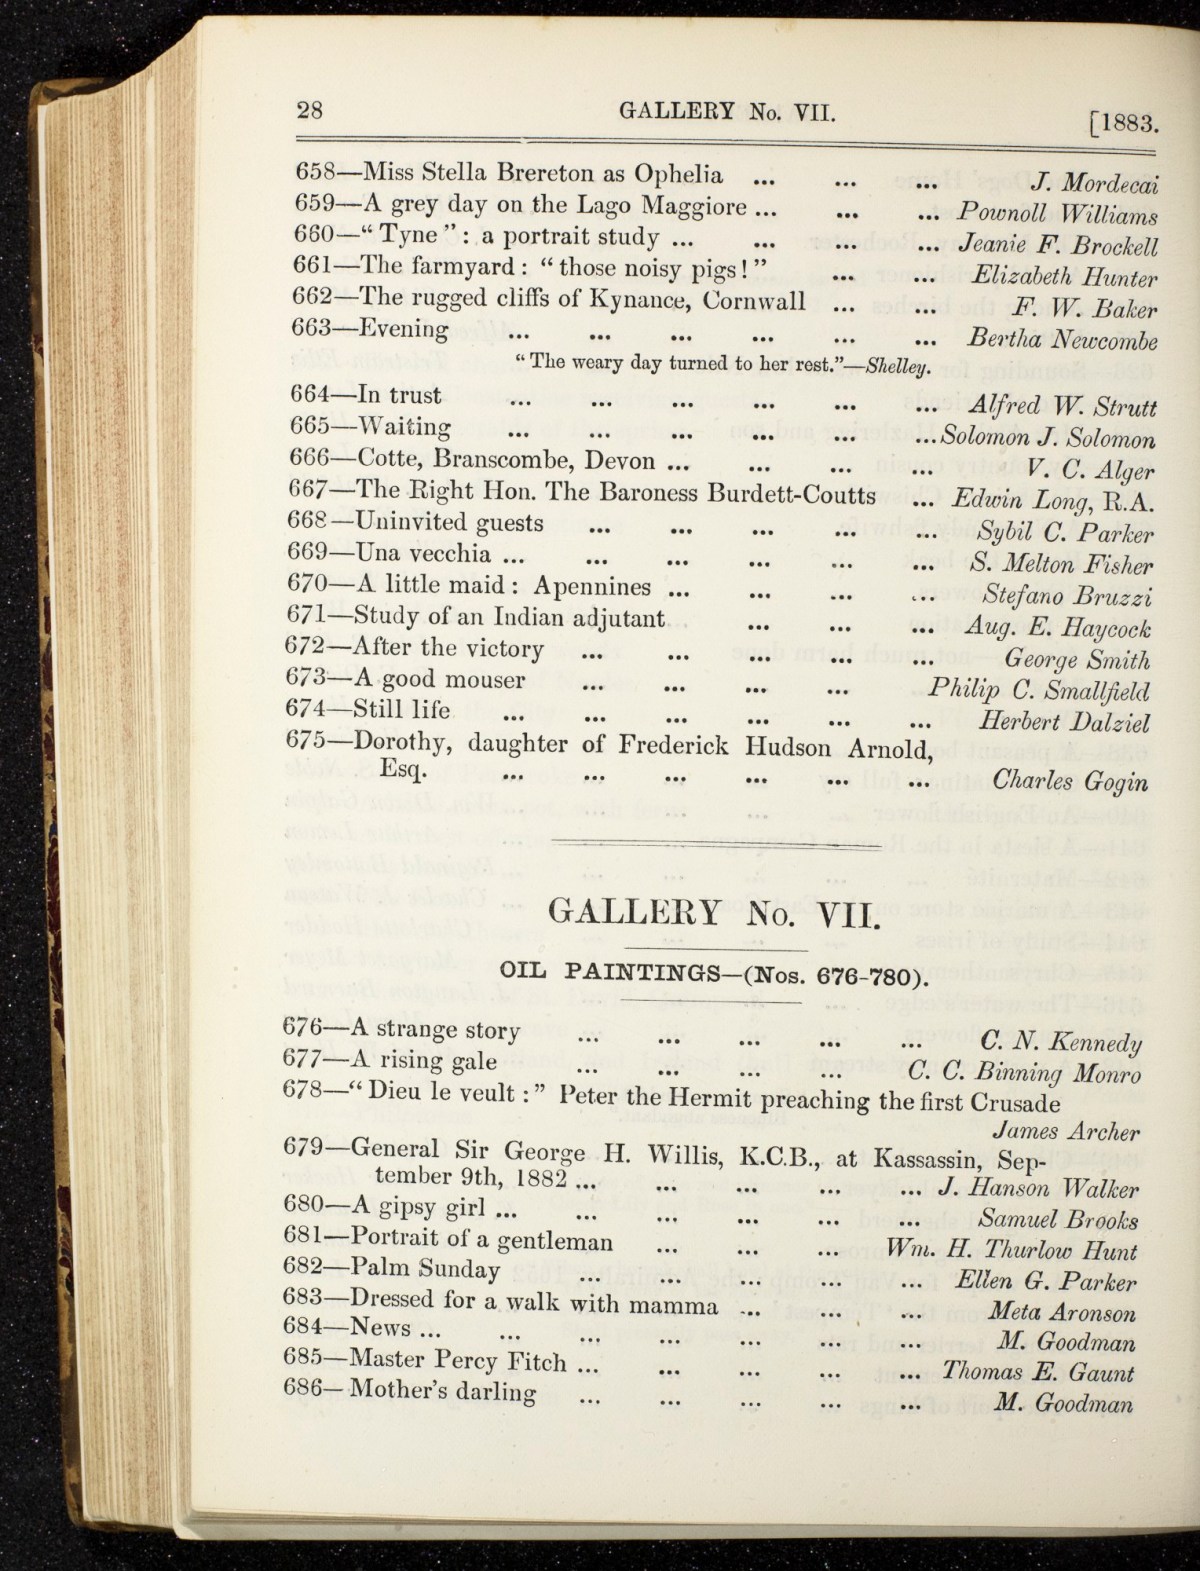 28 GALLERY No. VII. [1883.
658—Miss Stella Brereton as Ophelia ... ... ... J. Mordecai
659—A grey day on the Lago Maggiore ... ... ... Pownoll Williams
660—“Tyne”: a portrait study ... ... ... ... Jeanie F. Brockell
661—The farmyard: “those noisy pigs!” ... ... Elizabeth Hunter
662—The rugged cliffs of Kynance, Cornwall ... ... F. W. Baker
663—Evening ... ... ... ... ... ... Bertha Newcombe
“The weary day turned to her rest.”—Shelley.
664—In trust ... ... ... ... ... ... Alfred W. Strutt
665—Waiting ... ... ... ... ... ... Solomon J. Solomon
666—Cotte, Branscombe, Devon ... ... ... ... V. C. Alger
667—The Right Hon. The Baroness Burdett-Coutts ... Edwin Long, R.A.
668—Uninvited guests ... ... ... ... ... Sybil C. Parker
669—Una vecchia ... ... ... ... ... ... S. Melton Fisher
670—A little maid: Apennines ... ... ... ... Stefano Bruzzi
671—Study of an Indian adjutant ... ... ... Aug. E. Haycock
672—After the victory ... ... ... ... ... George Smith
673—A good mouser ... ... ... ... Philip C. Smallfield
674—Still life ... ... ... ... ... ... Herbert Dalziel
675—Dorothy, daughter of Frederick Hudson Arnold,
Esq. ... ... ... ... ... ... Charles Gogin
GALLERY No. VII.
OIL PAINTINGS—(Nos. 676-780).
676—A strange story ... ... ... ... ... C. N. Kennedy
677—A rising gale ... ... ... ... C. C. Binning Monro
678—“Dieu le veult:” Peter the Hermit preaching the first Crusade
James Archer
679—General Sir George H. Willis, K.C.B., at Kassassin, Sep-
tember 9th, 1882 ... ... ... ... ... J. Hanson Walker
680—A gipsy girl ... ... ... ... ... ... Samuel Brooks
681—Portrait of a gentleman ... ... ... Wm. H. Thurlow Hunt
682—Palm Sunday ... ... ... ... ... Ellen G. Parker
683—Dressed for a walk with mamma ... ... ... Meta Aronson
684—News ... ... ... ... ... ... ... M. Goodman
685—Master Percy Fitch ... ... ... ... ... Thomas E. Gaunt
686—Mother's darling ... ... ... ... ... M. Goodman